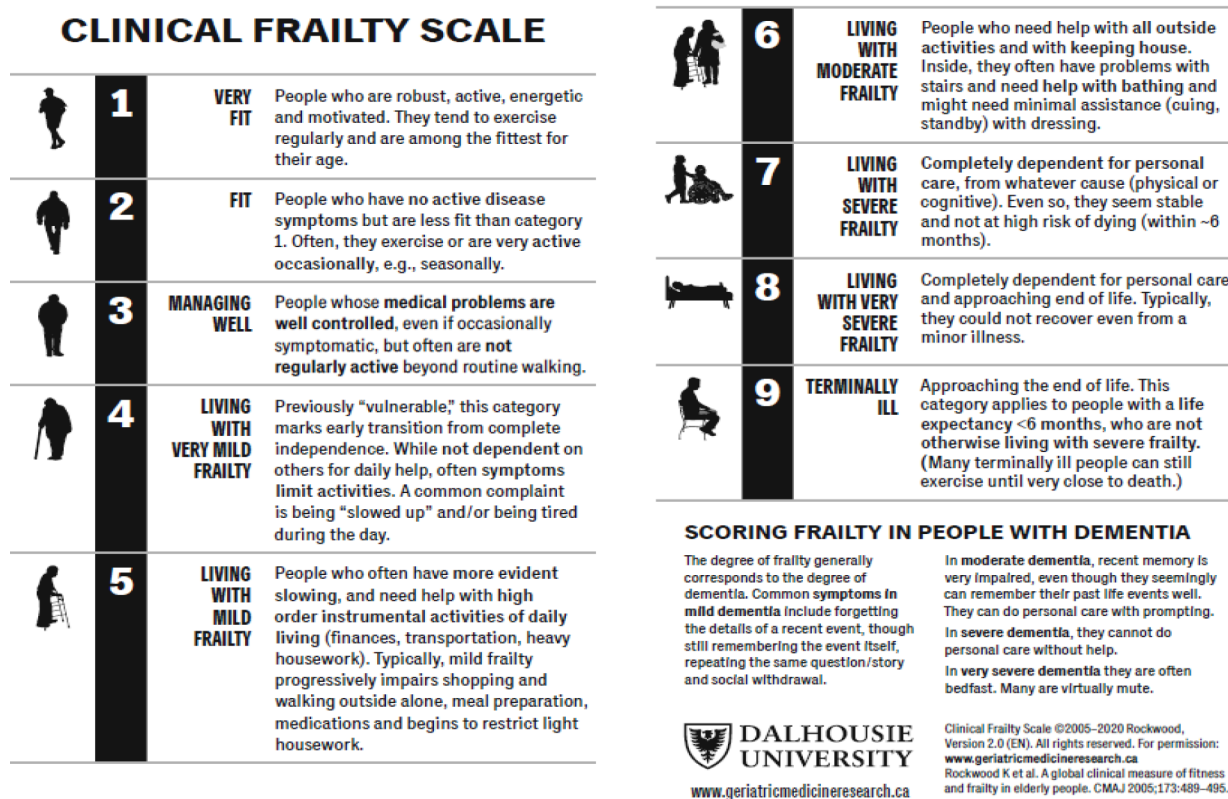 CLINICAL FRAILTY SCALE
1
VERY
FIT
People who are robust, active, energetic
and motivated. They tend to exercise
regularly and are among the fittest for
their age.
2
FIT
People who have no active disease
symptoms but are less fit than category
1. Often, they exercise or are very active
occasionally, e.g., seasonally.
3
MANAGING
WELL
People whose medical problems are
well controlled, even if occasionally
symptomatic, but often are not
regularly active beyond routine walking.
4
LIVING
WITH
VERY MILD
FRAILTY
Previously “vulnerable,” this category
marks early transition from complete
independence. While not dependent on
others for daily help, often symptoms
limit activities. A common complaint
is being “slowed up” and/or being tired
during the day.
5
LIVING
WITH
MILD
FRAILTY
People who often have more evident
slowing, and need help with high
order instrumental activities of daily
living (finances, transportation, heavy
housework). Typically, mild frailty
progressively impairs shopping and
walking outside alone, meal preparation,
medications and begins to restrict light
housework.
6
LIVING
WITH
MODERATE
FRAILTY
People who need help with all outside
activities and with keeping house.
Inside, they often have problems with
stairs and need help with bathing and
might need minimal assistance (cuing,
standby) with dressing.
7
LIVING
WITH
SEVERE
FRAILTY
Completely dependent for personal
care, from whatever cause (physical or
cognitive). Even so, they seem stable
and not at high risk of dying (within ~6
months).
8
LIVING
WITH VERY
SEVERE
FRAILTY
Completely dependent for personal care
and approaching end of life. Typically,
they could not recover even from a
minor illness.
9
TERMINALLY
ILL
Approaching the end of life. This
category applies to people with a life
expectancy <6 months, who are not
otherwise living with severe frailty.
(Many terminally ill people can still
exercise until very close to death.)
SCORING FRAILTY IN PEOPLE WITH DEMENTIA
The degree of frailty generally
corresponds to the degree of
dementia. Common symptoms in
mild dementia include forgetting
the details of a recent event, though
still remembering the event itself,
repeating the same question/story
and social withdrawal.
In moderate dementia, recent memory is
very impaired, even though they seemingly
can remember their past life events well.
They can do personal care with prompting.
In severe dementia, they cannot do
personal care without help.
In very severe dementia they are often
bedfast. Many are virtually mute.
DALHOUSIE
UNIVERSITY
www.geriatricmedicineresearch.ca
Clinical Frailty Scale ©2005–2020 Rockwood,
Version 2.0 (EN). All rights reserved. For permission:
www.geriatricmedicineresearch.ca
Rockwood K et al. A global clinical measure of fitness
and frailty in elderly people. CMAJ 2005;173:489–495.